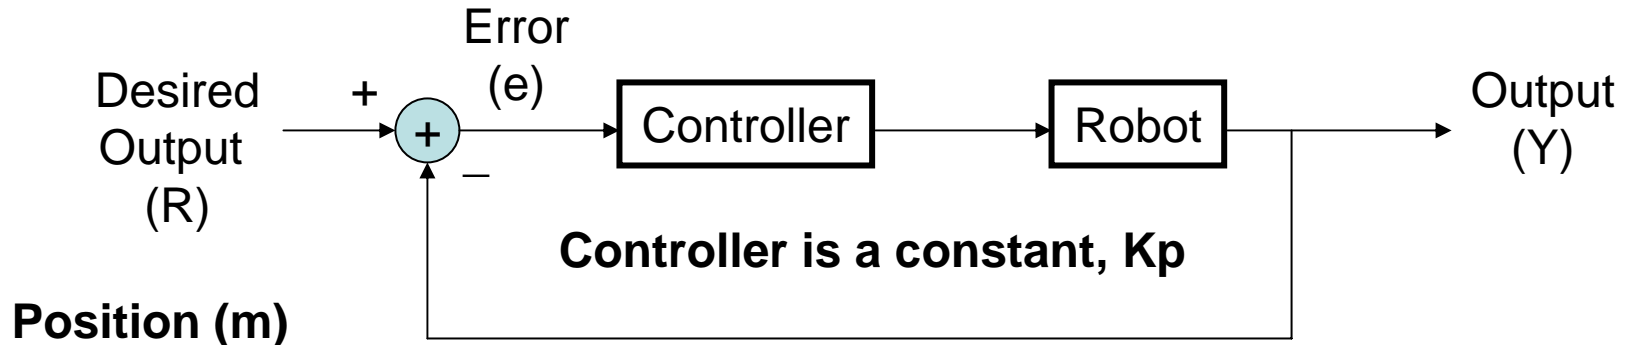 Error
(e)
Desired
Output
(R)
+
+
–
Controller
Robot
Output
(Y)
Controller is a constant, Kp
Position (m)